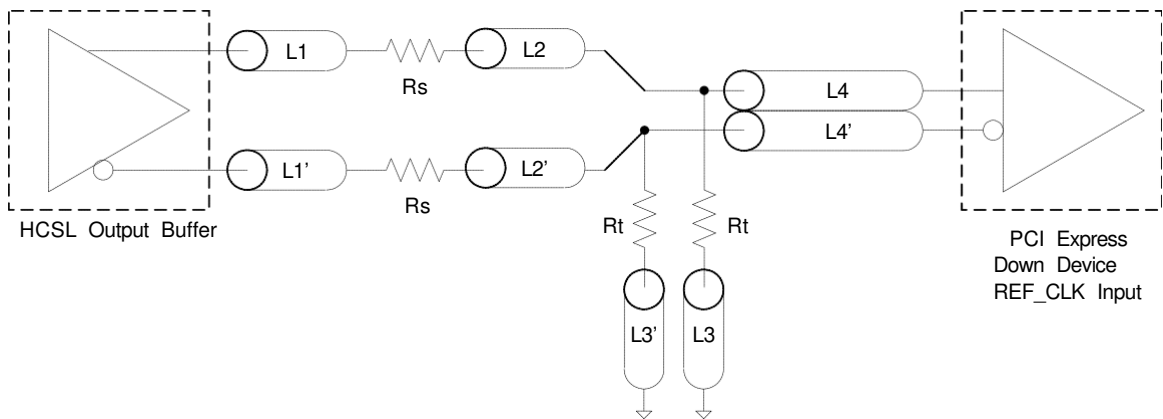 L1
Rs
L2
L4
L4'
L1'
Rs
L2'
HCSL Output Buffer
Rt
Rt
L3'
L3
PCI Express
Down Device
REF_CLK Input